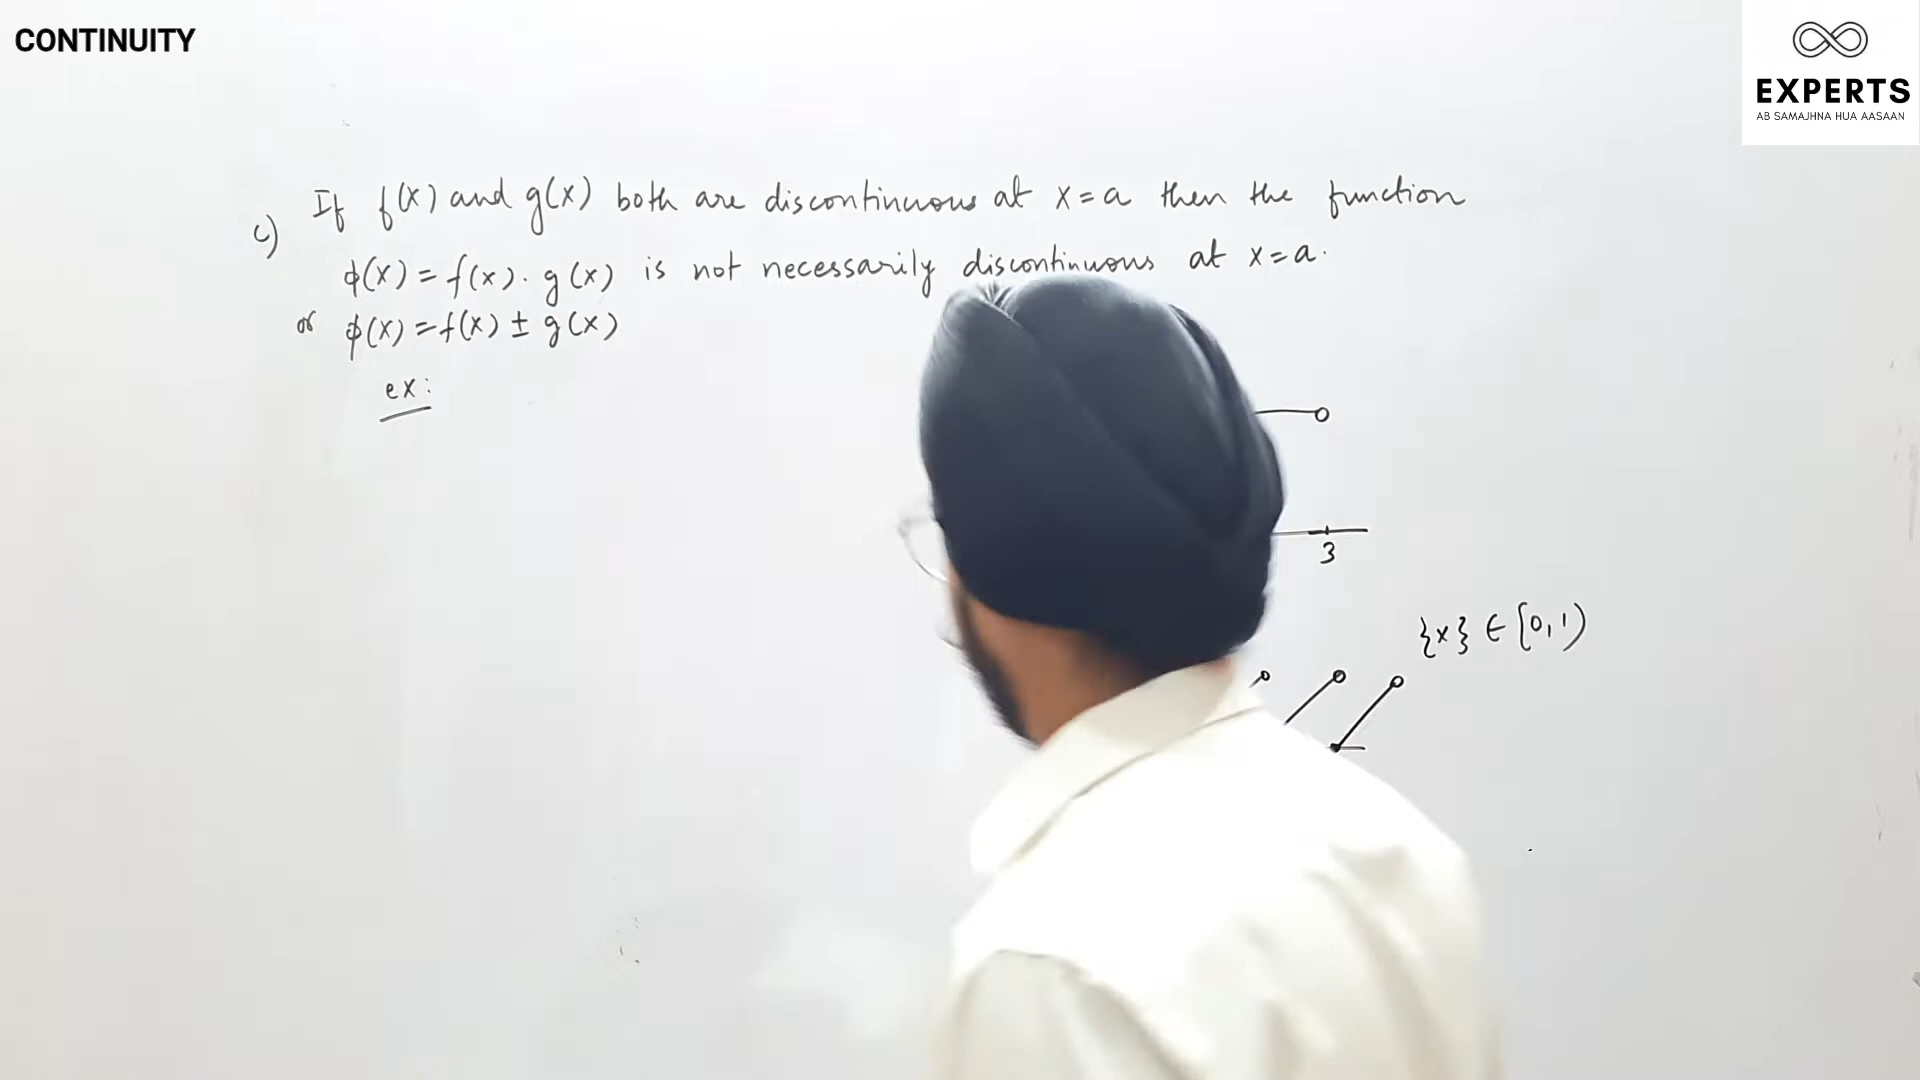 CONTINUITY
EXPERTS
AB SAMAJHNA HUA AASAAN
c) If f(x) and g(x) both are discontinuous at x=a then the function
ϕ(x) = f(x). g(x) is not necessarily discontinuous at x=a.
or ϕ(x) = f(x) ± g(x)
ex:
3
{x} ∈ [0,1)